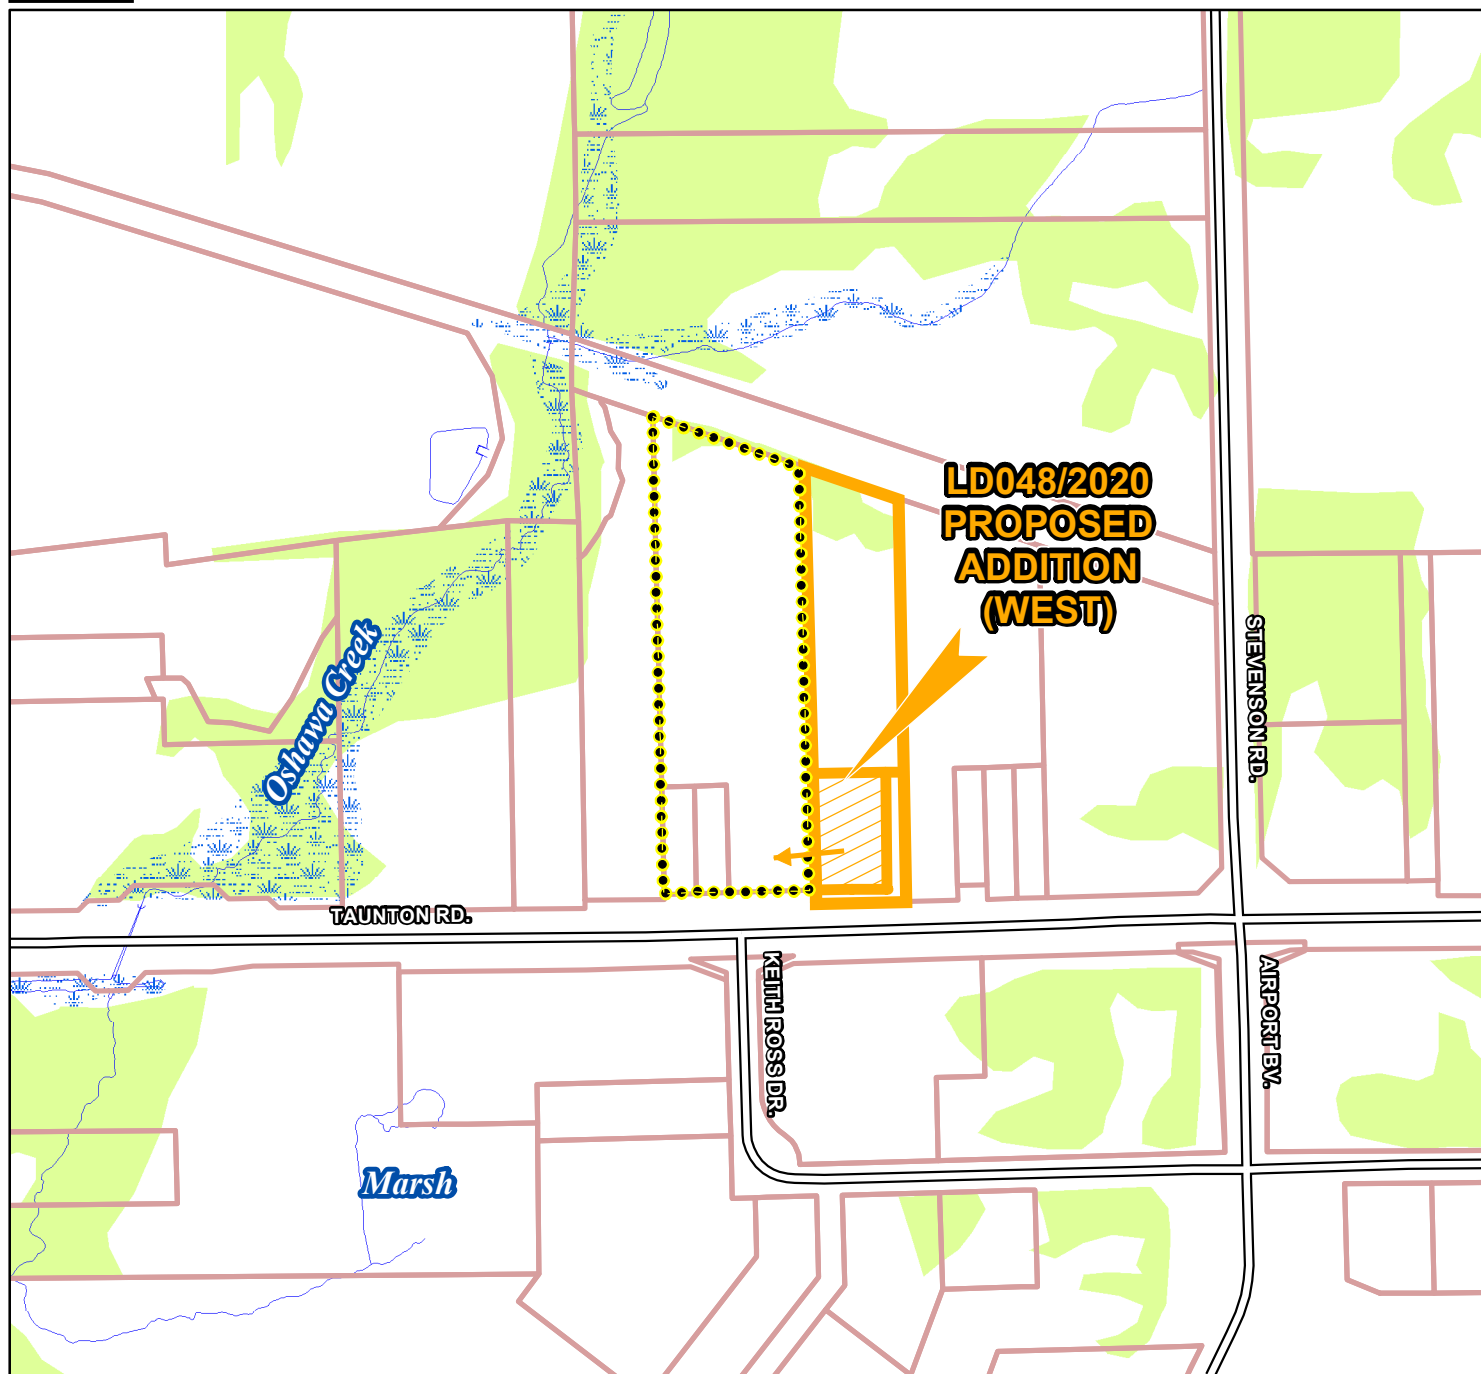 LD048/2020
PROPOSED
ADDITION
(WEST)
STEVENSON RD.
Oshawa Creek
TAUNTON RD.
KEITH ROSS DR.
AIRPORT BV.
Marsh